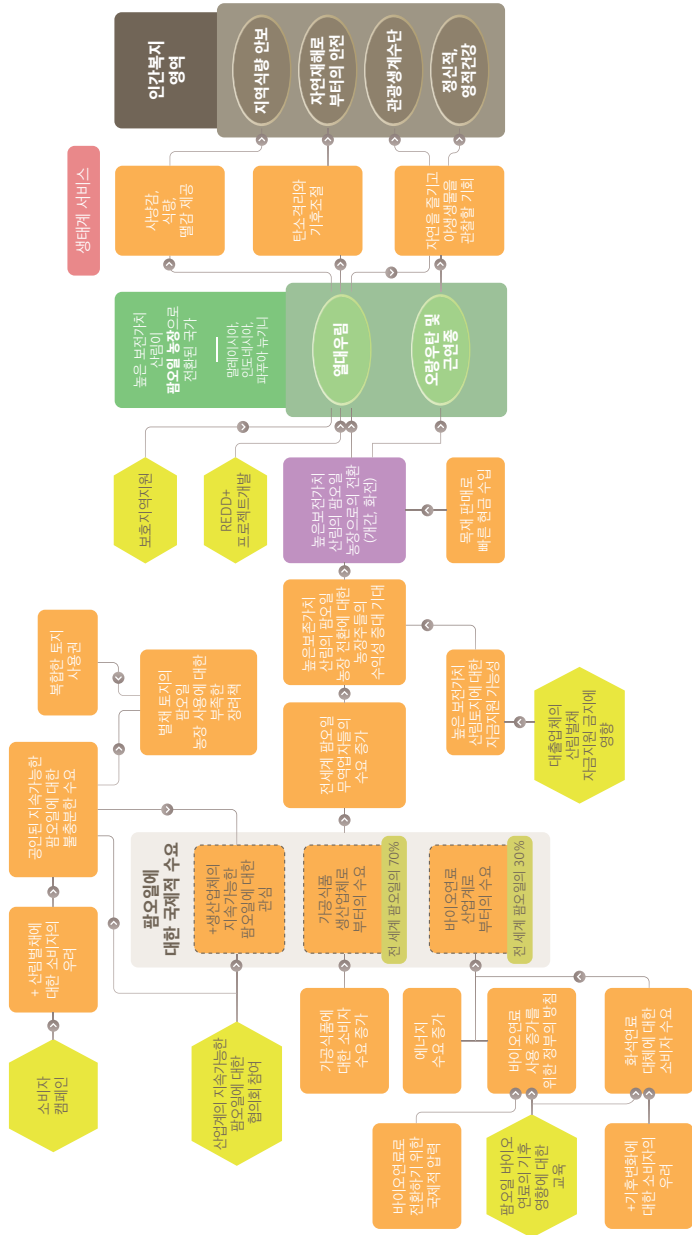 소비자
캠페인
+ 산림벌채에
대한 소비자의
우려
공인된 지속가능한
팜오일에 대한
불충분한 수요
복합한 토지
사용권
벌채 토지의
팜오일
농장 사용에 대한
부족한
장려책
산업계의 지속가능한
팜오일에 대한
협의회 참여
팜오일에
대한 국제적 수요
+생산업체의
지속가능한
팜오일에 대한
관심
가공식품
생산업체로
부터의 수요
전 세계 팜오일의 70%
바이오연료
산업계로
부터의 수요
전 세계 팜오일의 30%
가공식품에
대한 소비자
수요 증가
에너지
수요 증가
바이오연료
사용 증가를
위한 정부의 방침
화석연료
대체에 대한
소비자 수요
바이오연료로
전환하기 위한
국제적 압력
팜오일 바이오
연료의 기후
영향에 대한
교육
+기후변화에
대한 소비자의
우려
전세계 팜오일
무역업자들의
수요 증가
높은보존가치
산림의 팜오일
농장 전환에 대한
농장주들의
수익성 증대 기대
높은 보전가치
산림토지에 대한
자금지원 가능성
대출업체의
산림벌채
자금지원 금지에
영향
보호지역지원
REDD+
프로젝트개발
높은보전가치
산림의 팜오일
농장으로의 전환
(개간, 화전)
목재 판매로
빠른 현금 수입
높은 보전가치
산림이
팜오일 농장으로
전환된 국가
말레이시아,
인도네시아,
파푸아 뉴기니
열대우림
오랑우탄 및
근연종
생태계 서비스
사냥감,
식량,
땔감 제공
탄소격리와
기후조절
자연을 즐기고
야생생물을
관찰할 기회
인간복지
영역
지역식량 안보
자연재해로
부터의 안전
관광생계수단
정신적,
영적건강